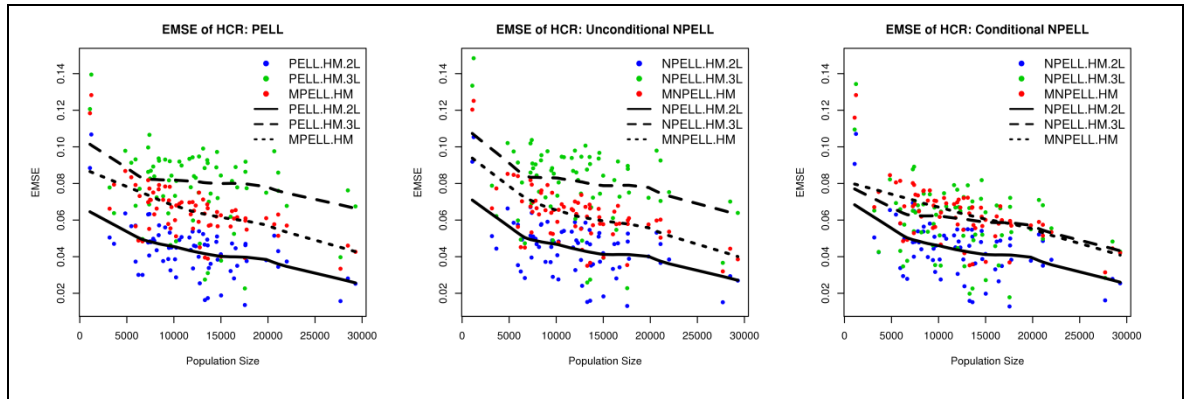 EMSE of HCR: PELL
PELL.HM.2L
PELL.HM.3L
MPELL.HM
PELL.HM.2L
PELL.HM.3L
MPELL.HM
EMSE
0.14
0.12
0.10
0.08
0.06
0.04
0.02
0 5000 10000 15000 20000 25000 30000
Population Size
EMSE of HCR: Unconditional NPELL
NPELL.HM.2L
NPELL.HM.3L
MNPELL.HM
NPELL.HM.2L
NPELL.HM.3L
MNPELL.HM
EMSE
0.14
0.12
0.10
0.08
0.06
0.04
0.02
0 5000 10000 15000 20000 25000 30000
Population Size
EMSE of HCR: Conditional NPELL
NPELL.HM.2L
NPELL.HM.3L
MNPELL.HM
NPELL.HM.2L
NPELL.HM.3L
MNPELL.HM
EMSE
0.14
0.12
0.10
0.08
0.06
0.04
0.02
0 5000 10000 15000 20000 25000 30000
Population Size